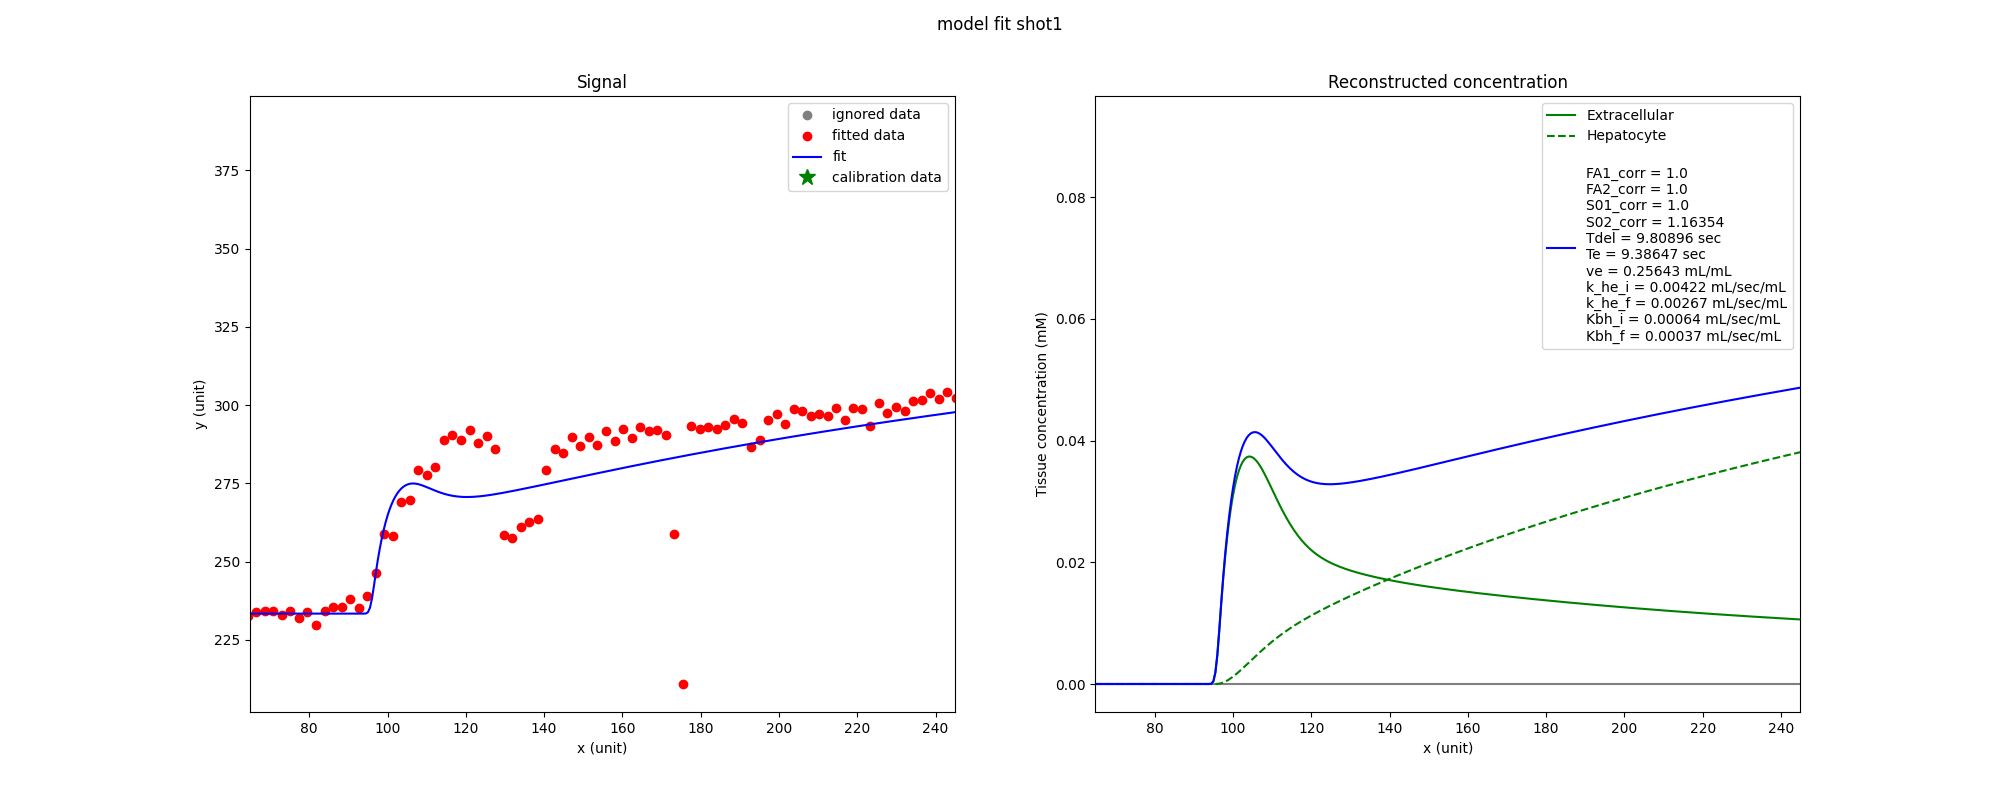 model fit shot1
Signal
ignored data
fitted data
fit
calibration data
375
350
325
300
275
250
225
y (unit)
80 100 120 140 160 180 200 220 240
x (unit)
Reconstructed concentration
Extracellular
Hepatocyte
FA1_corr = 1.0
FA2_corr = 1.0
S01_corr = 1.0
S02_corr = 1.16354
Tdel = 9.80896 sec
Te = 9.38647 sec
ve = 0.25643 mL/mL
k_he_i = 0.00422 mL/sec/mL
k_he_f = 0.00267 mL/sec/mL
Kbh_i = 0.00064 mL/sec/mL
Kbh_f = 0.00037 mL/sec/mL
0.08
0.06
0.04
0.02
0.00
Tissue concentration (mM)
80 100 120 140 160 180 200 220 240
x (unit)